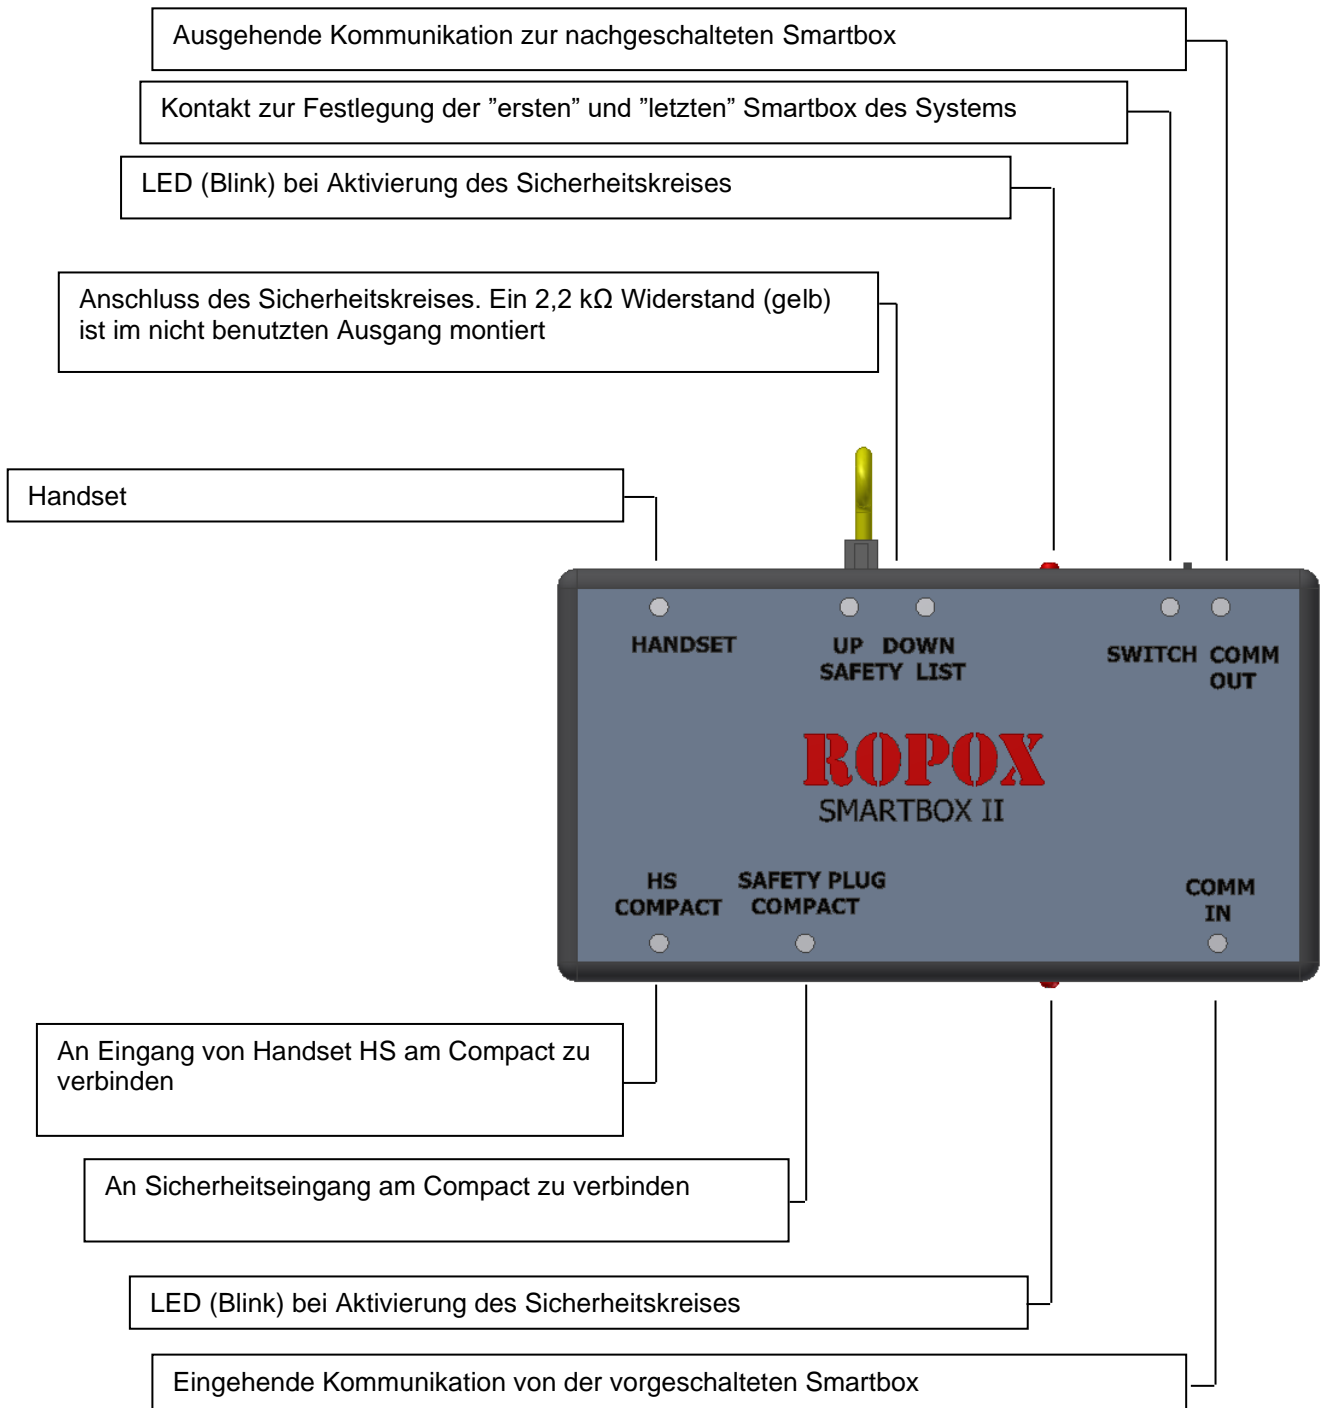 Ausgehende Kommunikation zur nachgeschalteten Smartbox
Kontakt zur Festlegung der ”ersten” und ”letzten” Smartbox des Systems
LED (Blink) bei Aktivierung des Sicherheitskreises
Anschluss des Sicherheitskreises. Ein 2,2 kΩ Widerstand (gelb)
ist im nicht benutzten Ausgang montiert
Handset
HANDSET
UP DOWN
SAFETY LIST
SWITCH COMM
OUT
ROPOX
SMARTBOX II
HS
COMPACT
SAFETY PLUG
COMPACT
COMM
IN
An Eingang von Handset HS am Compact zu
verbinden
An Sicherheitseingang am Compact zu verbinden
LED (Blink) bei Aktivierung des Sicherheitskreises
Eingehende Kommunikation von der vorgeschalteten Smartbox